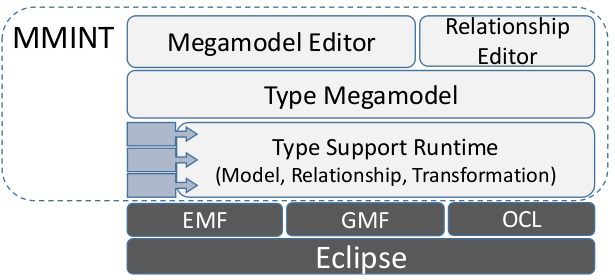 MMINT
Megamodel Editor
Relationship
Editor
Type Megamodel
Type Support Runtime
(Model, Relationship, Transformation)
EMF
GMF
OCL
Eclipse